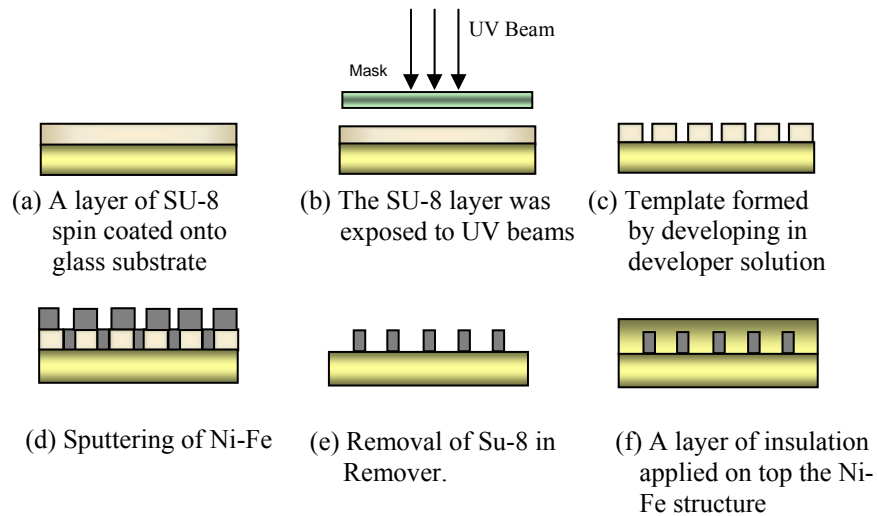 UV Beam
Mask
(a) A layer of SU-8
spin coated onto
glass substrate
(b) The SU-8 layer was
exposed to UV beams
(c) Template formed
by developing in
developer solution
(d) Sputtering of Ni-Fe
(e) Removal of Su-8 in
Remover.
(f) A layer of insulation
applied on top the Ni-
Fe structure